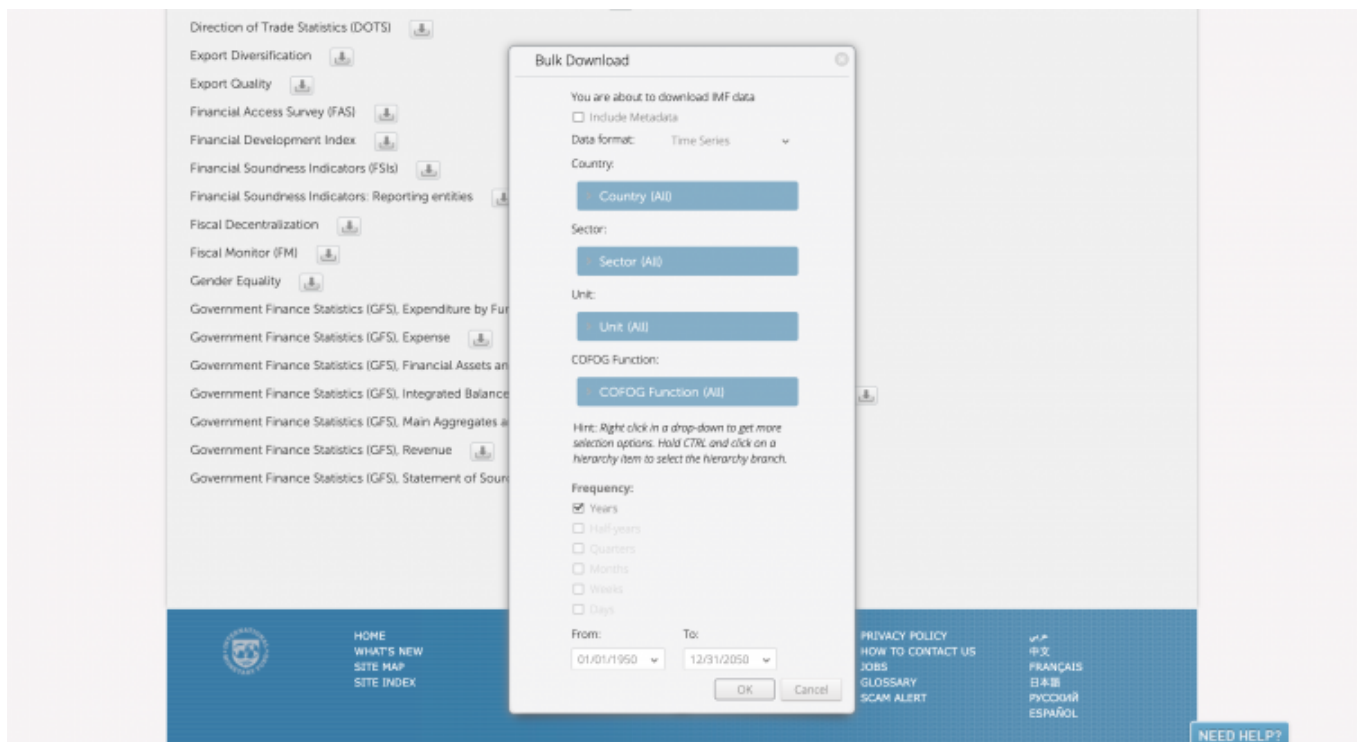 Direction of Trade Statistics (DOTS)
Export Diversification
Export Quality
Financial Access Survey (FAS)
Financial Development Index
Financial Soundness Indicators (FSIs)
Financial Soundness Indicators: Reporting entities
Fiscal Decentralization
Fiscal Monitor (FM)
Gender Equality
Government Finance Statistics (GFS), Expenditure by Fun
Government Finance Statistics (GFS), Expense
Government Finance Statistics (GFS), Financial Assets an
Government Finance Statistics (GFS), Integrated Balance
Government Finance Statistics (GFS), Main Aggregates a
Government Finance Statistics (GFS), Revenue
Government Finance Statistics (GFS), Statement of Sour
Bulk Download
You are about to download IMF data
Include Metadata
Data format: Time Series
Country:
Country (All)
Sector:
Sector (All)
Unit:
Unit (All)
COFOG Function:
COFOG Function (All)
Hint: Right click in a drop-down to get more
selection options. Hold CTRL and click on a
hierarchy item to select the hierarchy branch.
Frequency:
Years
Half-years
Quarters
Months
Weeks
Days
From: To:
01/01/1950 12/31/2050
OK Cancel
HOME
WHAT'S NEW
SITE MAP
SITE INDEX
PRIVACY POLICY
HOW TO CONTACT US
JOBS
GLOSSARY
SCAM ALERT
عربي
中文
FRANÇAIS
日本語
РУССКИЙ
ESPAÑOL
NEED HELP?